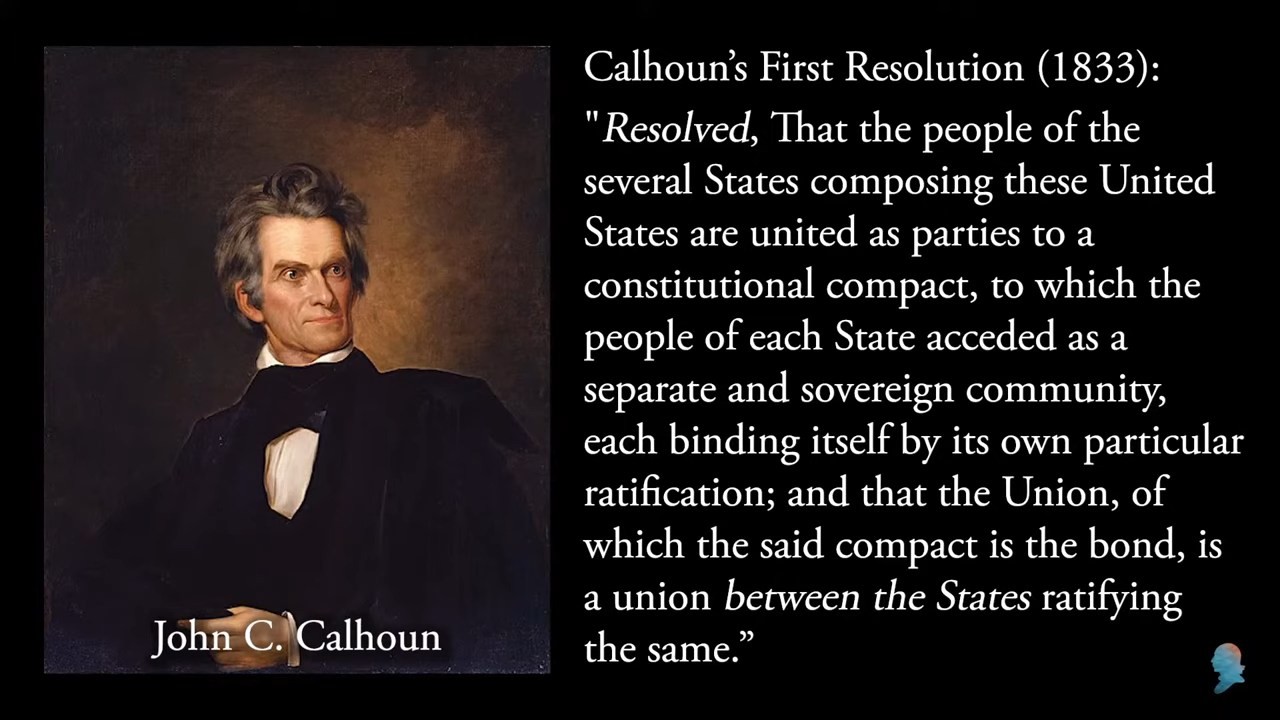 Calhoun’s First Resolution (1833):
"Resolved, That the people of the
several States composing these United
States are united as parties to a
constitutional compact, to which the
people of each State acceded as a
separate and sovereign community,
each binding itself by its own particular
ratification; and that the Union, of
which the said compact is the bond, is
a union between the States ratifying
the same.”
John C. Calhoun